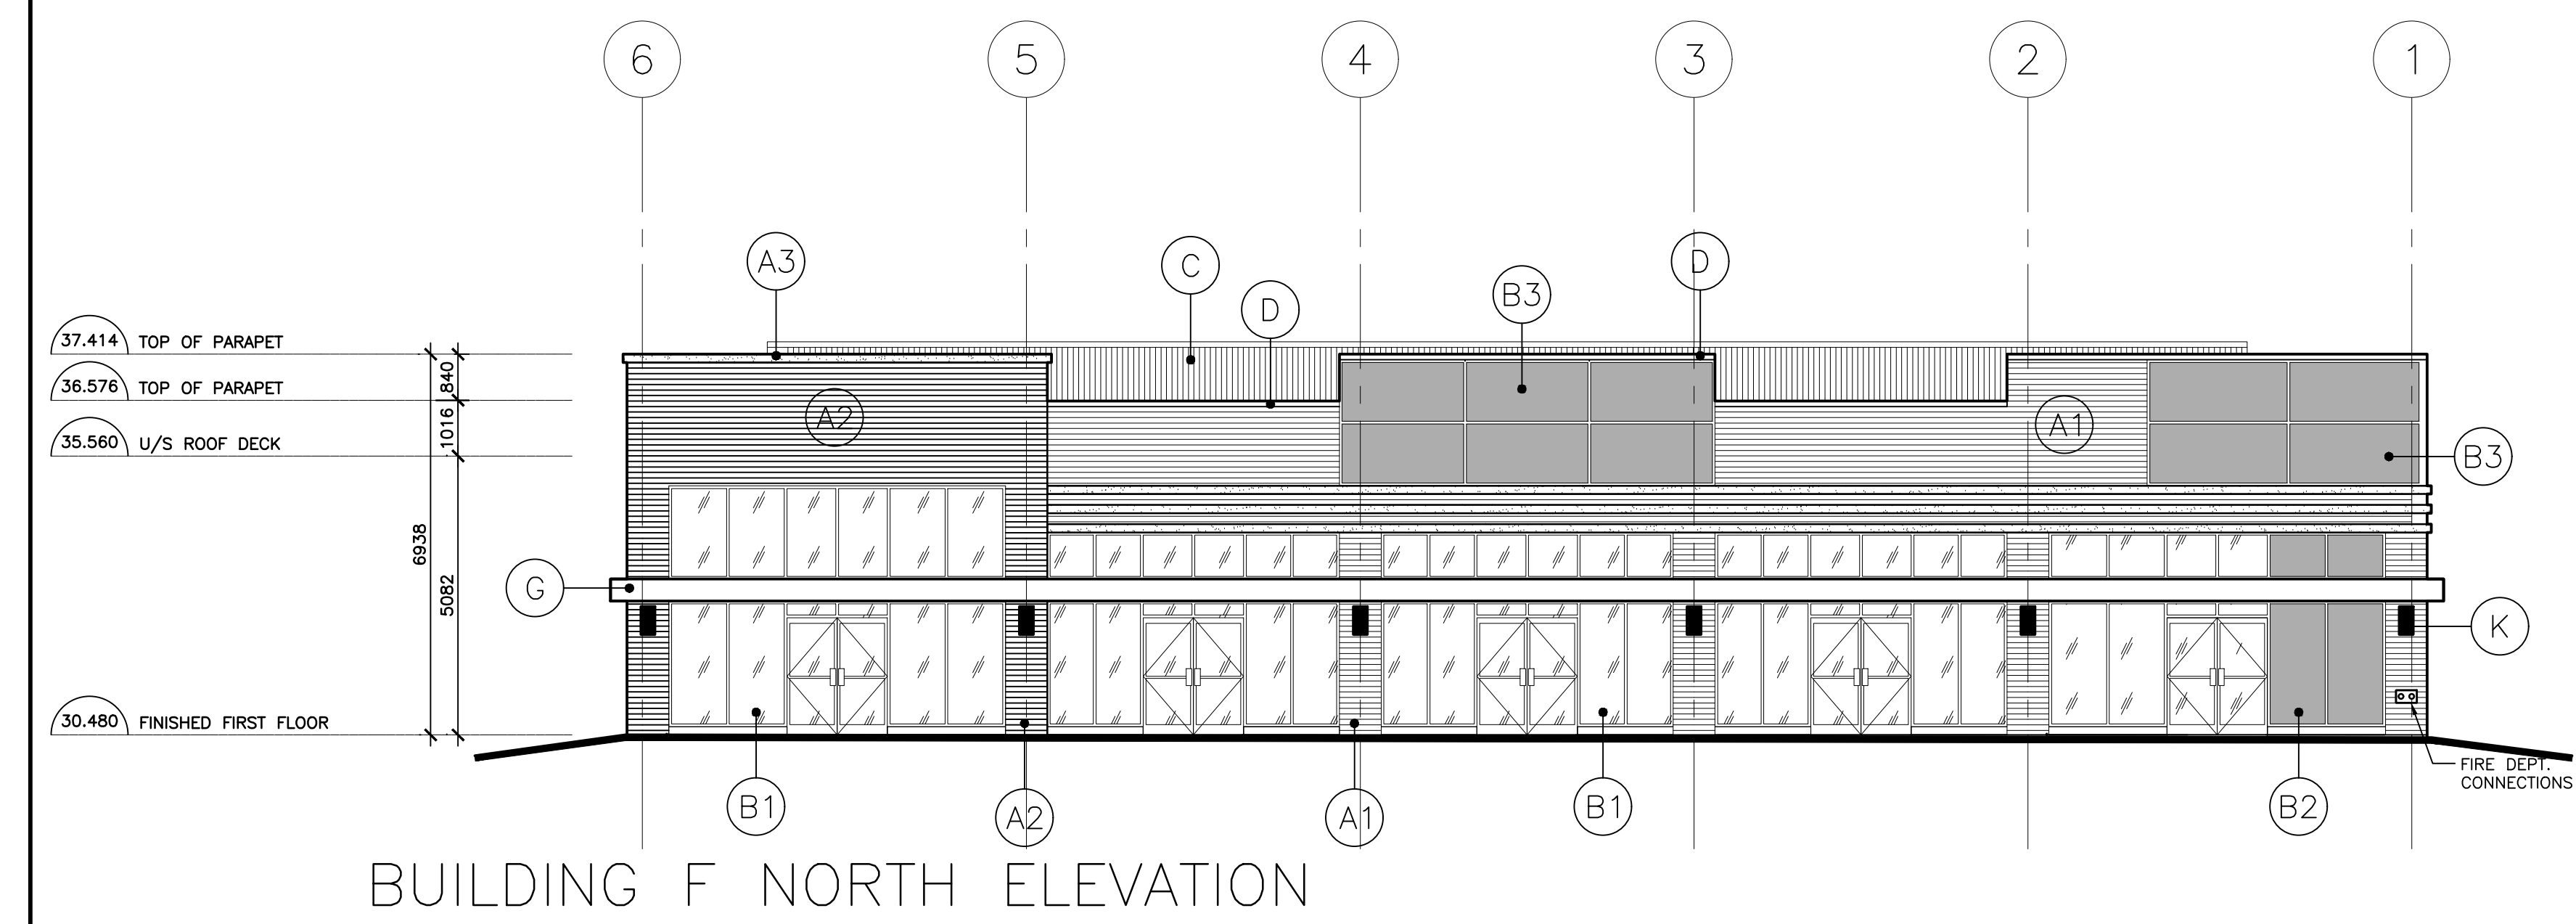 6
5
4
3
2
1
A3
C
D
B3
D
37.414 TOP OF PARAPET
36.576 TOP OF PARAPET
35.560 U/S ROOF DECK
30.480 FINISHED FIRST FLOOR
840
1016
5082
6938
A2
A1
B3
G
K
B1
A2
A1
B1
B2
FIRE DEPT.
CONNECTIONS
BUILDING F NORTH ELEVATION